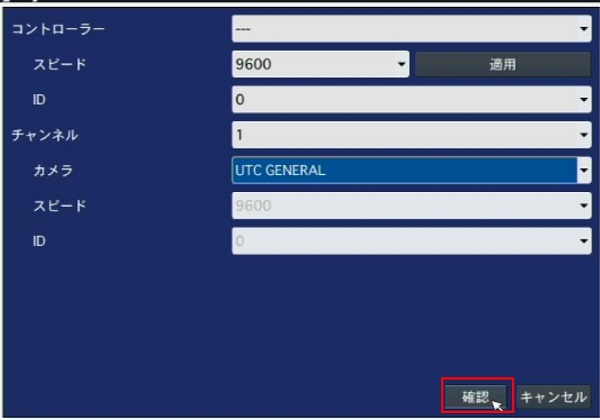 コントローラー ---
スピード 9600 適用
ID 0
チャンネル 1
カメラ UTC GENERAL
スピード 9600
ID 0
確認 キャンセル